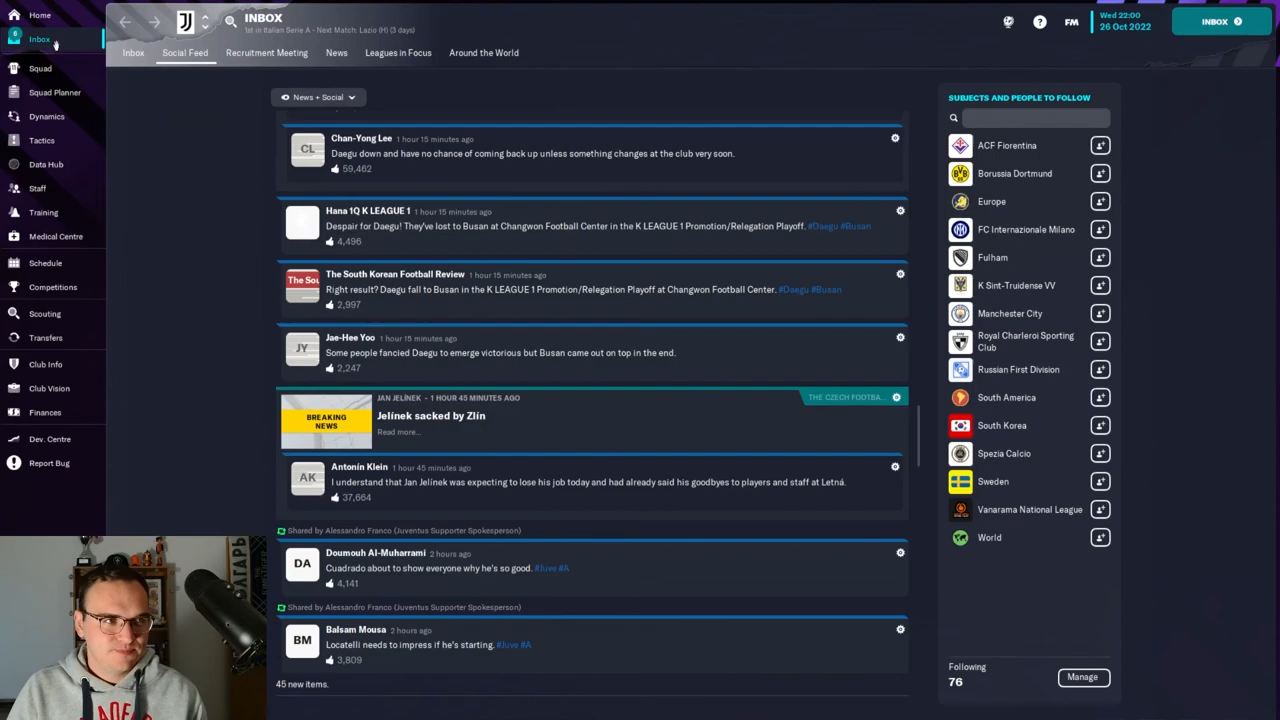 Home
6
Inbox
Squad
Squad Planner
Dynamics
Tactics
Data Hub
Staff
Training
Medical Centre
Schedule
Competitions
Scouting
Transfers
Club Info
Club Vision
Finances
Dev. Centre
Report Bug
INBOX
1st in Italian Serie A - Next Match: Lazio (H) (3 days)
FM
Wed 22:00
26 Oct 2022
INBOX
Inbox
Social Feed
Recruitment Meeting
News
Leagues in Focus
Around the World
News + Social
CL
Chan-Yong Lee 1 hour 15 minutes ago
Daegu down and have no chance of coming back up unless something changes at the club very soon.
59,462
Hana 1Q K LEAGUE 1 1 hour 15 minutes ago
Despair for Daegu! They've lost to Busan at Changwon Football Center in the K LEAGUE 1 Promotion/Relegation Playoff. #Daegu #Busan
4,496
The Sou
The South Korean Football Review 1 hour 15 minutes ago
Right result? Daegu fall to Busan in the K LEAGUE 1 Promotion/Relegation Playoff at Changwon Football Center. #Daegu #Busan
2,997
JY
Jae-Hee Yoo 1 hour 15 minutes ago
Some people fancied Daegu to emerge victorious but Busan came out on top in the end.
2,247
BREAKING
NEWS
JAN JELÍNEK - 1 HOUR 45 MINUTES AGO
THE CZECH FOOTBA...
Jelínek sacked by Zlín
Read more...
AK
Antonín Klein 1 hour 45 minutes ago
I understand that Jan Jelínek was expecting to lose his job today and had already said his goodbyes to players and staff at Letná.
37,664
Shared by Alessandro Franco (Juventus Supporter Spokesperson)
DA
Doumouh Al-Muharrami 2 hours ago
Cuadrado about to show everyone why he's so good. #Juve #A
4,141
Shared by Alessandro Franco (Juventus Supporter Spokesperson)
BM
Balsam Mousa 2 hours ago
Locatelli needs to impress if he's starting. #Juve #A
3,809
45 new items.
SUBJECTS AND PEOPLE TO FOLLOW
ACF Fiorentina
Borussia Dortmund
Europe
FC Internazionale Milano
Fulham
K Sint-Truidense VV
Manchester City
Royal Charleroi Sporting
Club
Russian First Division
South America
South Korea
Spezia Calcio
Sweden
Vanarama National League
World
Following
76
Manage